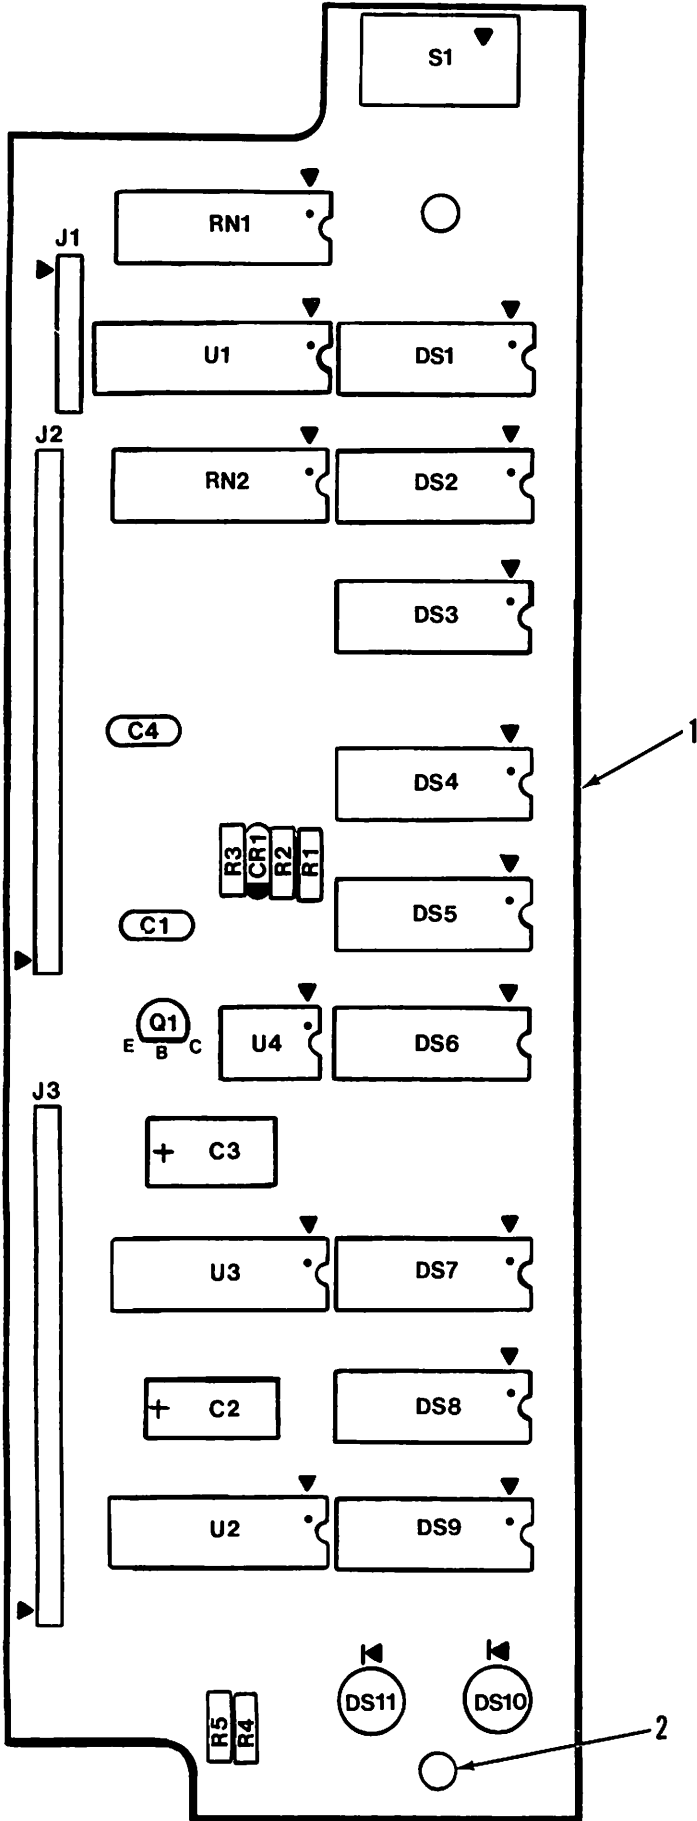 S1
RN1
J1
U1
DS1
J2
RN2
DS2
DS3
1
C4
DS4
R3
CR1
R2
R1
C1
DS5
Q1
E
B
C
U4
DS6
J3
+
C3
U3
DS7
+
C2
DS8
U2
DS9
DS11
DS10
R5
R4
2